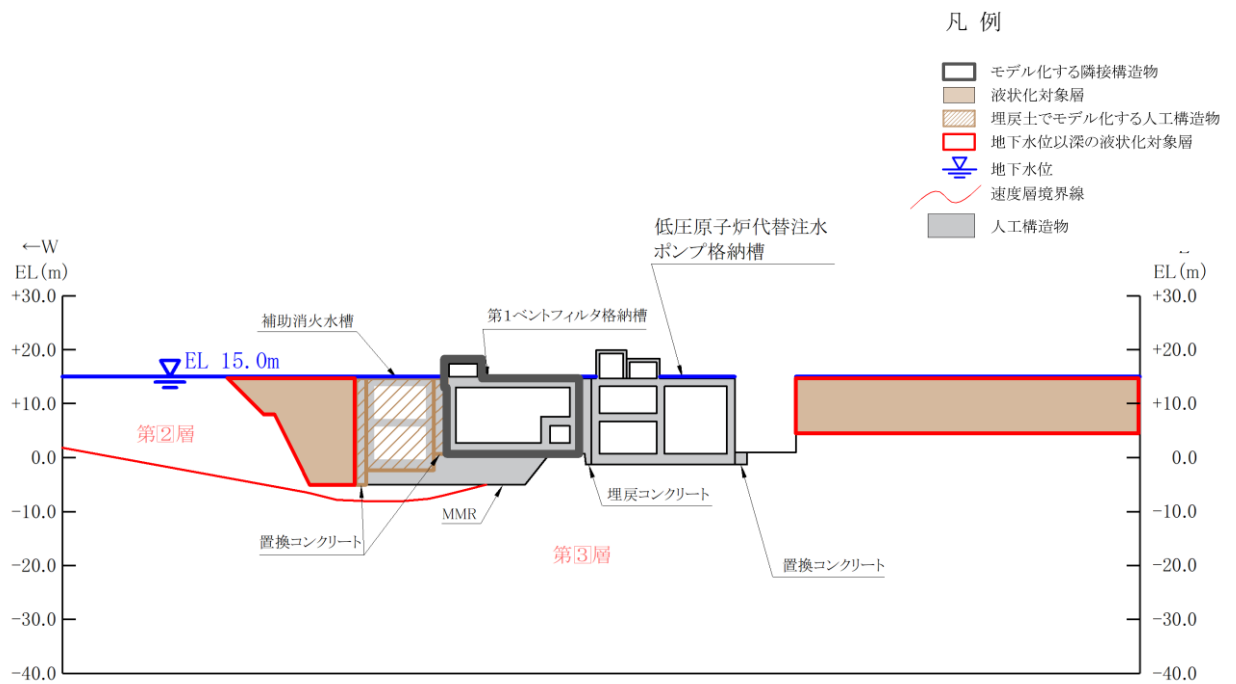 凡 例
モデル化する隣接構造物
液状化対象層
埋戻土でモデル化する人工構造物
地下水位以深の液状化対象層
地下水位
速度層境界線
人工構造物
←W
EL(m)
EL(m)
+30.0
+20.0
+10.0
0.0
-10.0
-20.0
-30.0
-40.0
低圧原子炉代替注水
ポンプ格納槽
第1ベントフィルタ格納槽
補助消火水槽
EL 15.0m
第②層
埋戻コンクリート
MMR
置換コンクリート
第③層
置換コンクリート
+30.0
+20.0
+10.0
0.0
-10.0
-20.0
-30.0
-40.0